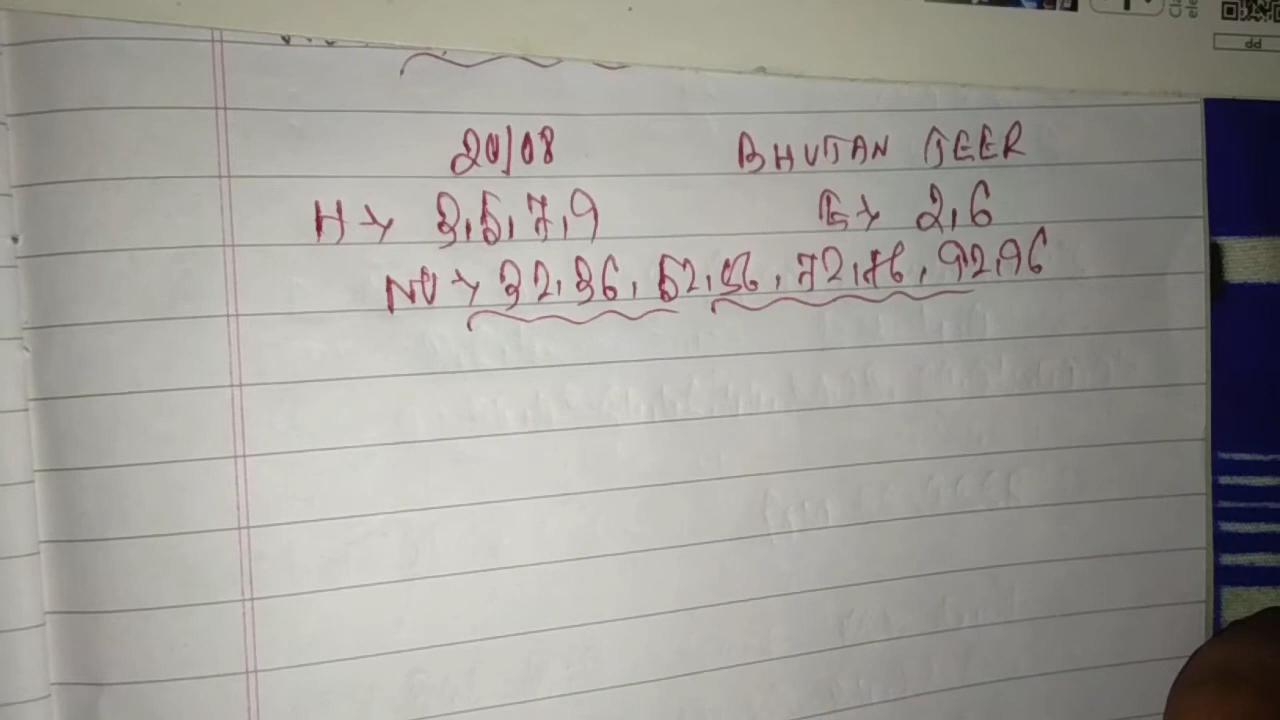 20/08 BHUTAN TEER
H → 3,5,7,9 E → 2,6
NO → 32,36, 52,56, 72,76, 92,96
dd